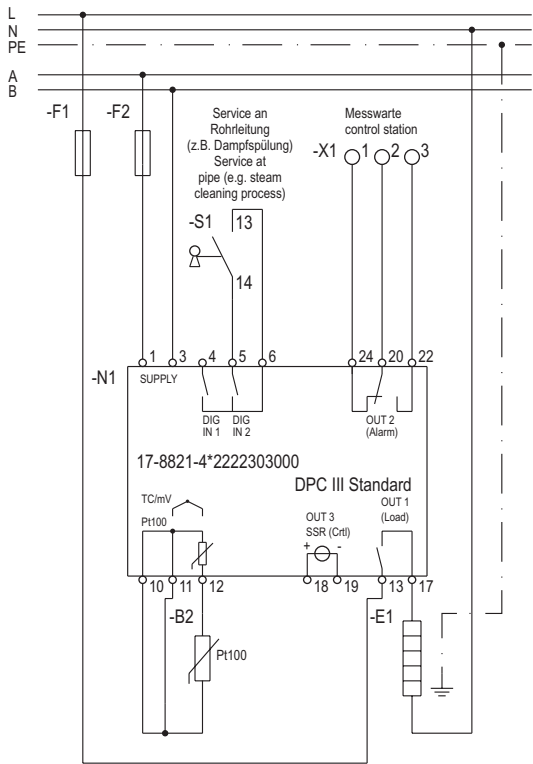 L
N
PE
A
B
-F1
-F2
Service an
Rohrleitung
(z.B. Dampfspülung)
Service at
pipe (e.g. steam
cleaning process)
Messwarte
control station
-X1 1 2 3
-S1 13
14
1 3 4 5 6 24 20 22
-N1
SUPPLY
DIG
IN 1
DIG
IN 2
OUT 2
(Alarm)
17-8821-4*2222303000
DPC III Standard
TC/mV
Pt100
OUT 3
SSR (Crtl)
+ -
OUT 1
(Load)
10 11 12 18 19 13 17
-B2
-E1
Pt100